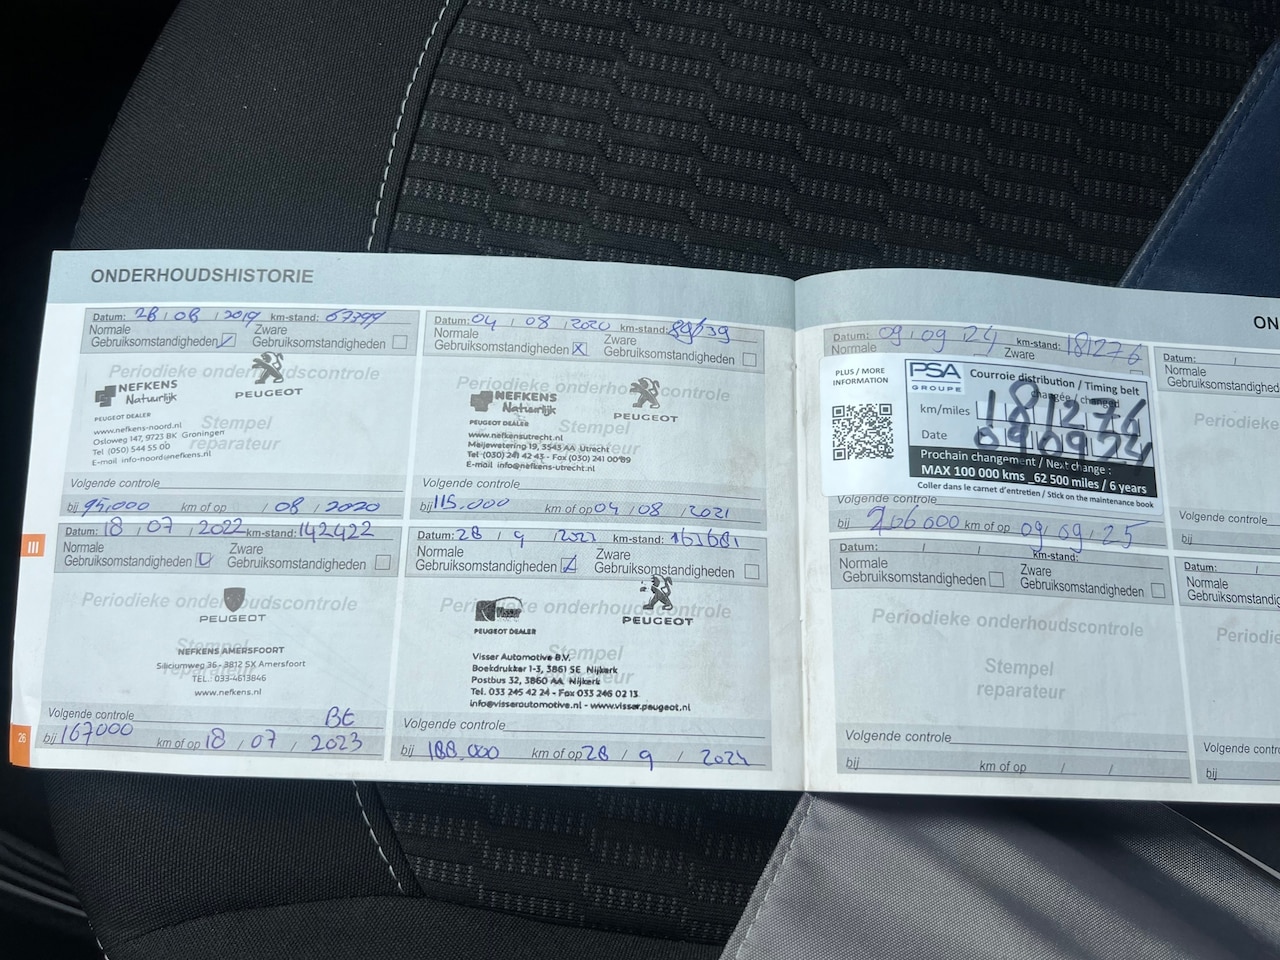 ONDERHOUDSHISTORIE
Datum: 28 / 08 / 2019 km-stand: 67799
Normale Gebruiksomstandigheden
Zware
Periodieke onderhoudscontrole
NEFKENS
Natuurlijk
PEUGEOT
PEUGEOT DEALER
Stempel
reparateur
www.nefkens-noord.nl
Osloweg 147, 9723 BK Groningen
Tel (050) 544 55 00
E-mail info-noord@nefkens.nl
Volgende controle
bij 95.000 km of op / 08 / 2020
Datum: 04 / 08 / 2020 km-stand:
Normale Gebruiksomstandigheden X
Zware Gebruiksomstandigheden
Periodieke onderhoudscontrole
NEFKENS
Natuurlijk
PEUGEOT
PEUGEOT DEALER
Stempel
reparateur
www.nefkensutrecht.nl
Meijewetering 19, 3543 AA Utrecht
Tel (030) 241 42 43 - Fax (030) 241 00 89
E-mail info@nefkens-utrecht.nl
Volgende controle
bij 115.000 km of op 04 / 08 / 2021
Datum: 18 / 07 / 2022 km-stand: 142422
Normale Gebruiksomstandigheden
Zware Gebruiksomstandigheden
Periodieke onderhoudscontrole
PEUGEOT
Stempel
NEFKENS AMERSFOORT
Siliciumweg 36 - 3812 SX Amersfoort
TEL.: 033-4613846
www.nefkens.nl
Volgende controle
bij 167000 km of op 18 / 07 / 2023
Datum: 28 / 9 / km-stand:
Normale Gebruiksomstandigheden
Zware Gebruiksomstandigheden
Periodieke onderhoudscontrole
Visser
PEUGEOT
PEUGEOT DEALER
Stempel
Visser Automotive B.V.
Boekdrukker 1-3, 3861 SE Nijkerk
Postbus 32, 3860 AA Nijkerk
Tel. 033 245 42 24 - Fax 033 246 02 13
info@visserautomotive.nl - www.visser.peugeot.nl
Volgende controle
bij 188.000 km of op 28 / 9 / 2024
III
26
ON
Datum: 09 / 09 24 km-stand: 181276
Normale
Zware
PLUS / MORE
INFORMATION
PSA
GROUPE
Courroie distribution / Timing belt
changée / changed
km/miles 181276
Date 090924
Prochain changement / Next change :
MAX 100 000 kms _62 500 miles / 6 years
Coller dans le carnet d'entretien / Stick on the maintenance book
Volgende controle
bij 206000 km of op 09 / 09 / 25
Datum: / / km-stand:
Normale Gebruiksomstandigheden
Zware Gebruiksomstandigheden
Periodieke onderhoudscontrole
Stempel
reparateur
Volgende controle
bij km of op / /
Datum: /
Normale
Periodieke
Volgende controle
bij
Datum: /
Normale
Volgende controle
bij